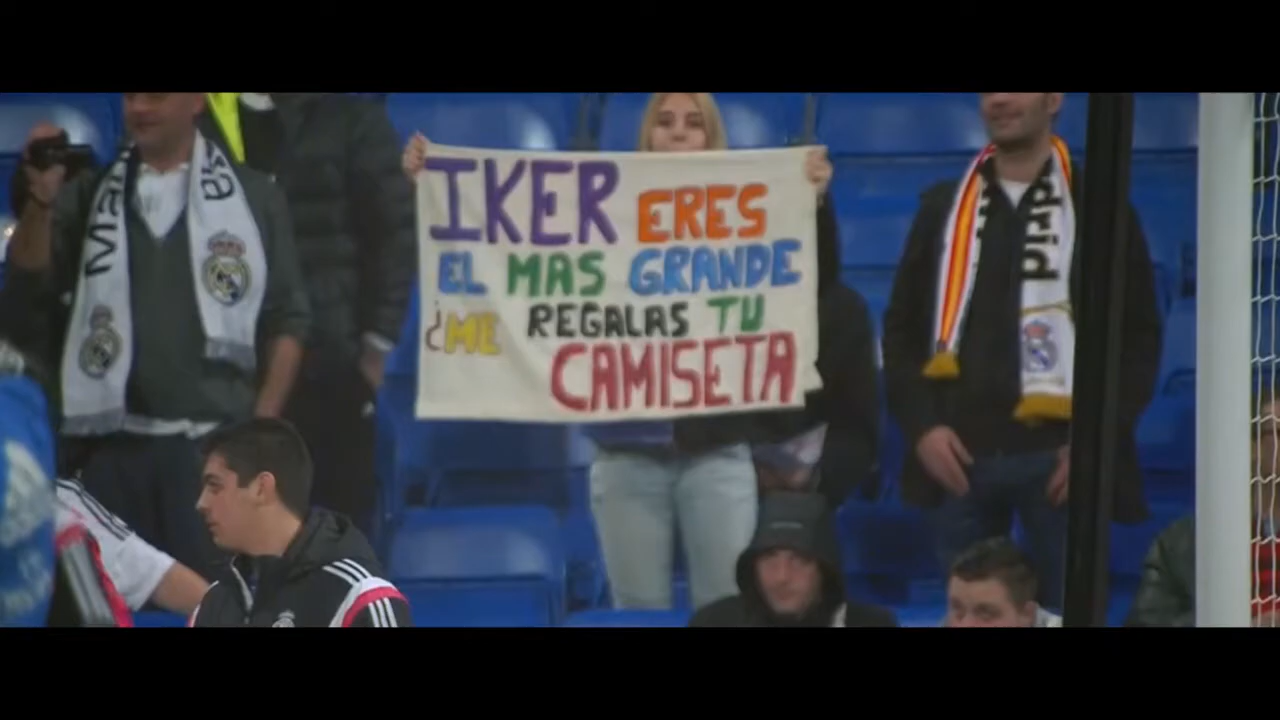 IKER ERES
EL MAS GRANDE
¿ME REGALAS TU
CAMISETA